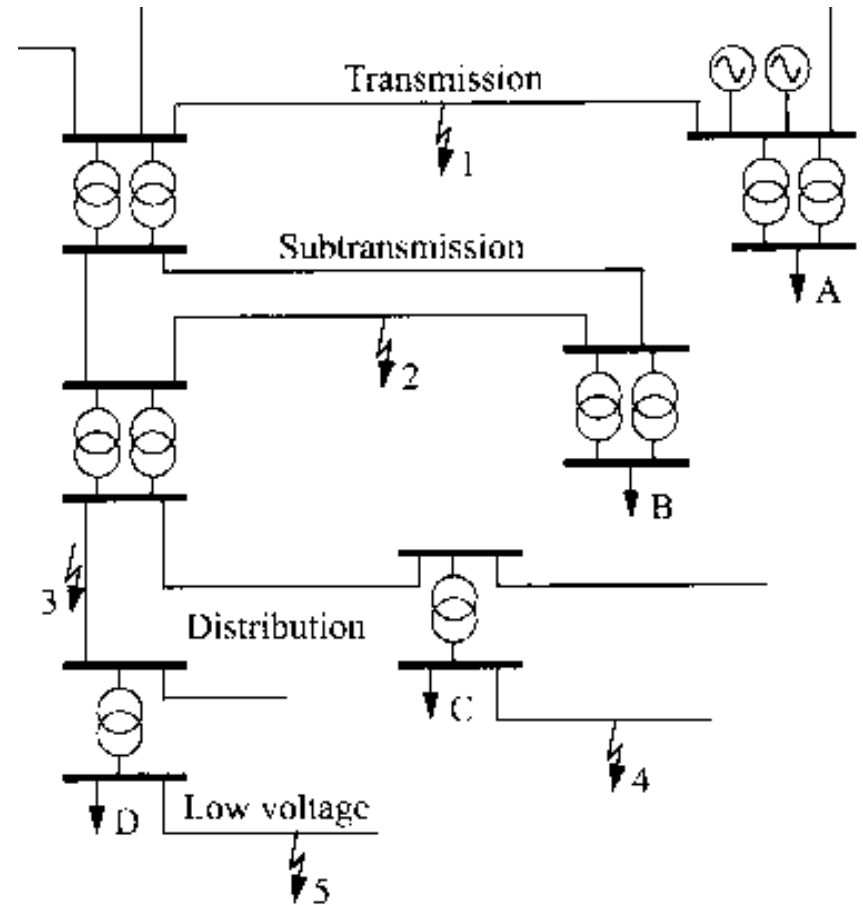 Transmission
1
Subtransmission
A
2
B
3
Distribution
C
4
D
Low voltage
5